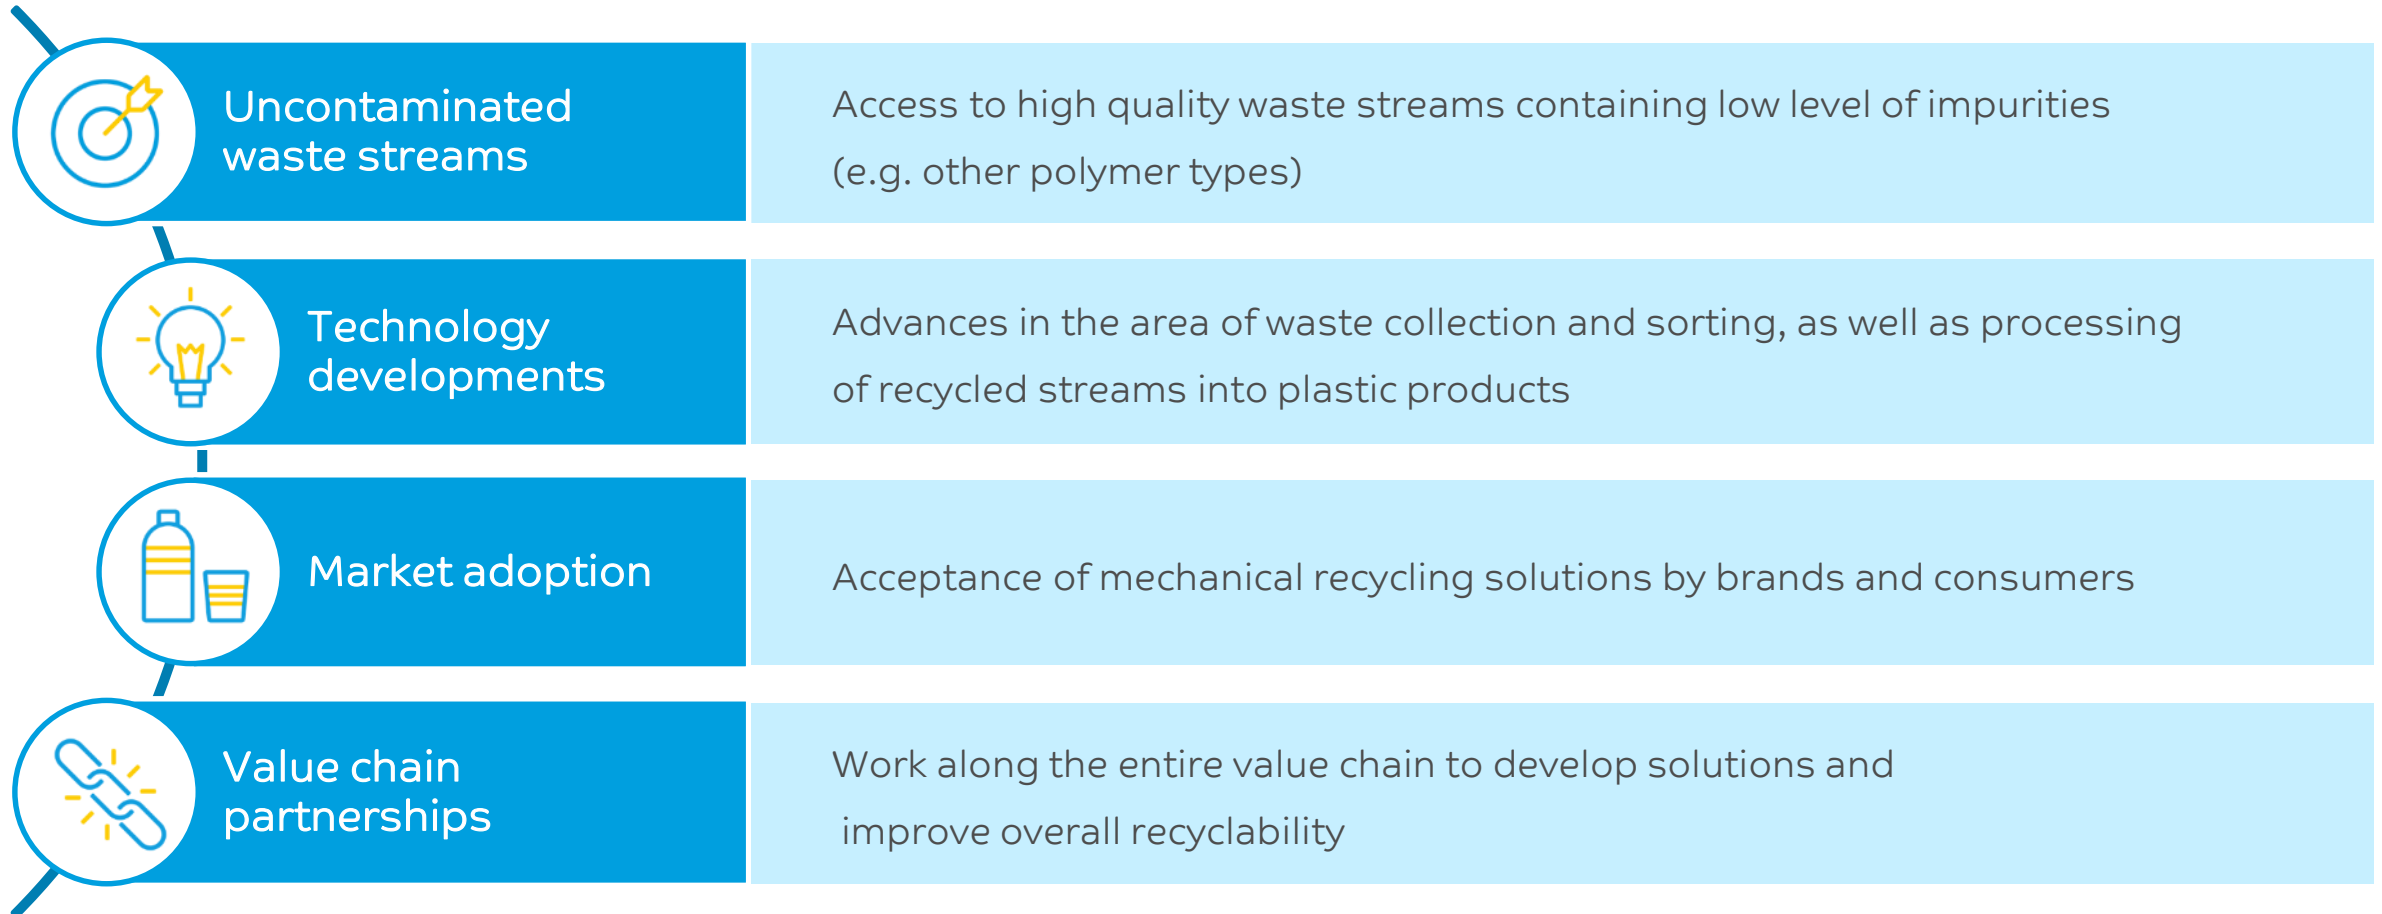 Uncontaminated
waste streams
Access to high quality waste streams containing low level of impurities
(e.g. other polymer types)
Technology
developments
Advances in the area of waste collection and sorting, as well as processing
of recycled streams into plastic products
Market adoption
Acceptance of mechanical recycling solutions by brands and consumers
Value chain
partnerships
Work along the entire value chain to develop solutions and
improve overall recyclability